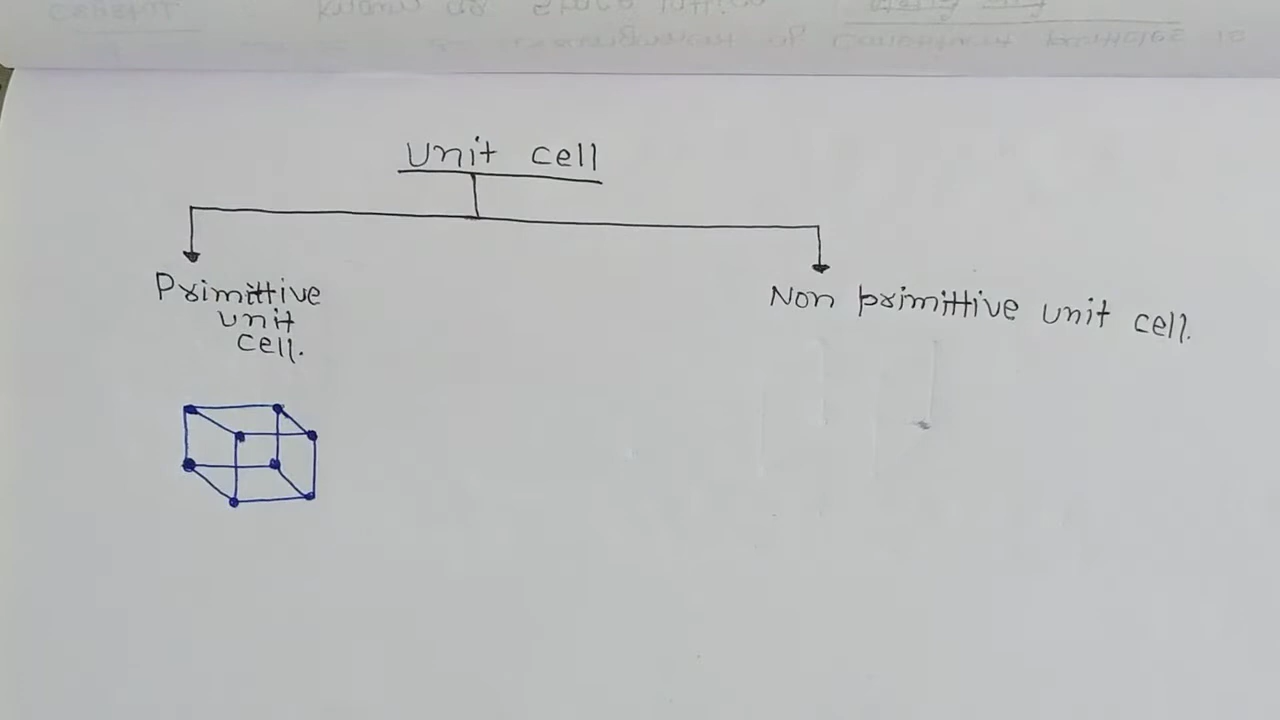 Unit cell
Primittive
unit
cell.
Non primittive unit cell.